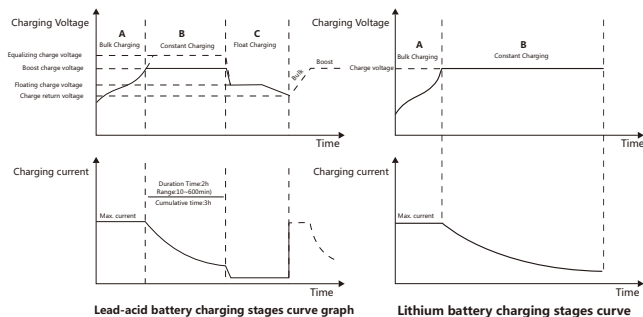 Charging Voltage
A
B
C
Bulk Charging
Constant Charging
Float Charging
Equalizing charge voltage
Boost charge voltage
Floating charge voltage
Charge return voltage
Bulk
Boost
Time
Charging current
Duration Time:2h
Range:10~600min)
Cumulative time:3h
Max. current
Time
Lead-acid battery charging stages curve graph
Charging Voltage
A
B
Bulk Charging
Constant Charging
Charge voltage
Time
Charging current
Max. current
Time
Lithium battery charging stages curve